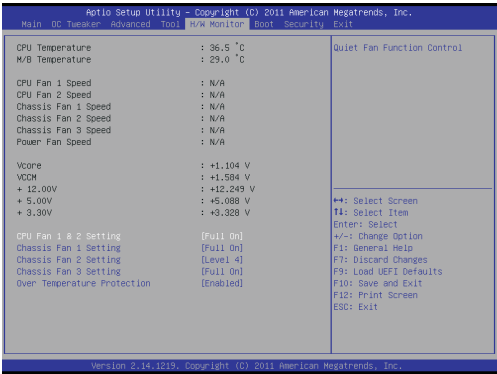 Aptio Setup Utility – Copyright (C) 2011 American Megatrends, Inc.
Main OC Tweaker Advanced Tool H/W Monitor Boot Security Exit
CPU Temperature : 36.5 °C
M/B Temperature : 29.0 °C
CPU Fan 1 Speed : N/A
CPU Fan 2 Speed : N/A
Chassis Fan 1 Speed : N/A
Chassis Fan 2 Speed : N/A
Chassis Fan 3 Speed : N/A
Power Fan Speed : N/A
Vcore : +1.104 V
VCCM : +1.584 V
+ 12.00V : +12.249 V
+ 5.00V : +5.088 V
+ 3.30V : +3.328 V
CPU Fan 1 & 2 Setting [Full On]
Chassis Fan 1 Setting [Full On]
Chassis Fan 2 Setting [Level 4]
Chassis Fan 3 Setting [Full On]
Over Temperature Protection [Enabled]
Quiet Fan Function Control
→←: Select Screen
↑↓: Select Item
Enter: Select
+/-: Change Option
F1: General Help
F7: Discard Changes
F9: Load UEFI Defaults
F10: Save and Exit
F12: Print Screen
ESC: Exit
Version 2.14.1219. Copyright (C) 2011 American Megatrends, Inc.